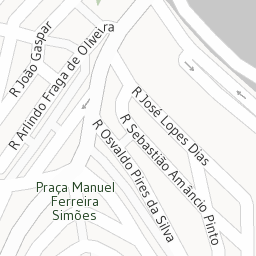 R João Gaspar
R Arlindo Fraga de Oliveira
R José Lopes Dias
R Sebastião Amâncio Pinto
R Osvaldo Pires da Silva
Praça Manuel
Ferreira
Simões